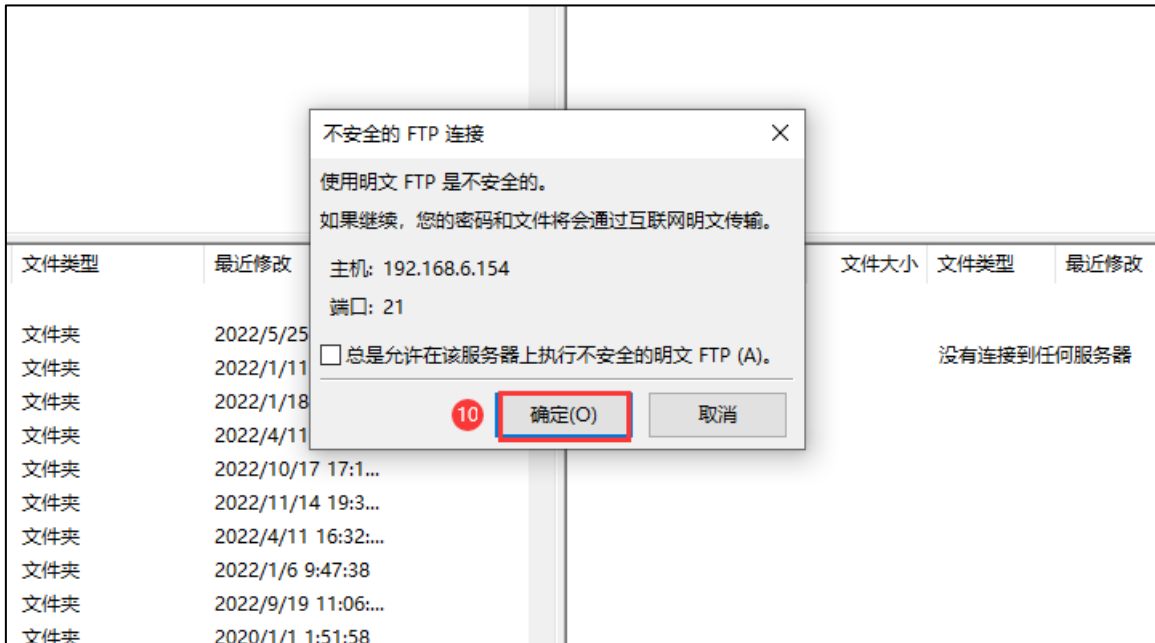 不安全的 FTP 连接
使用明文 FTP 是不安全的。
如果继续，您的密码和文件将会通过互联网明文传输。
主机: 192.168.6.154
端口: 21
总是允许在该服务器上执行不安全的明文 FTP (A)。
10 确定(O) 取消
文件类型 最近修改 文件大小 文件类型 最近修改
文件夹 2022/5/25
没有连接到任何服务器
文件夹 2022/1/11
文件夹 2022/1/18
文件夹 2022/4/11
文件夹 2022/10/17 17:1...
文件夹 2022/11/14 19:3...
文件夹 2022/4/11 16:32:...
文件夹 2022/1/6 9:47:38
文件夹 2022/9/19 11:06:...
文件夹 2020/1/1 1:51:58